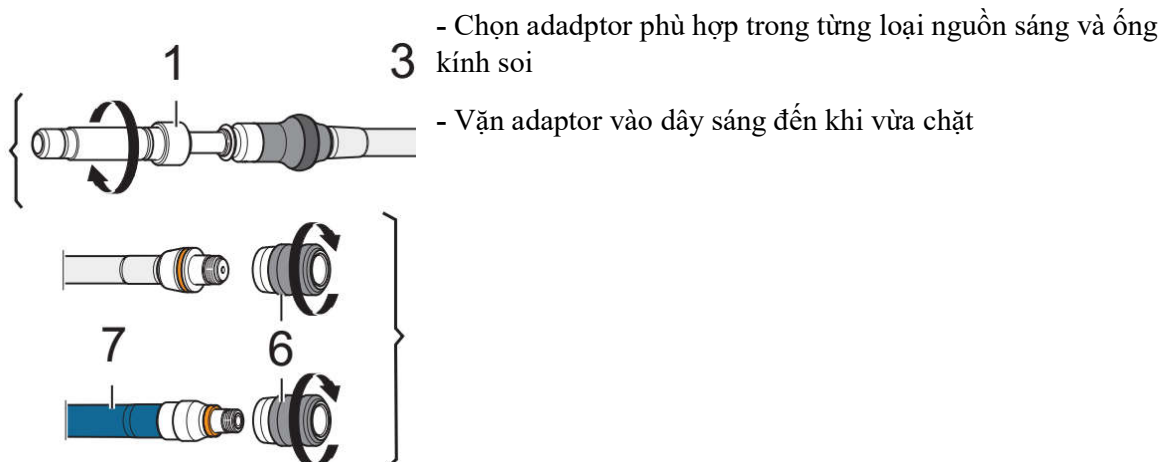 - Chọn adadptor phù hợp trong từng loại nguồn sáng và ống
kính soi
- Vặn adaptor vào dây sáng đến khi vừa chặt
1
3
7
6
6